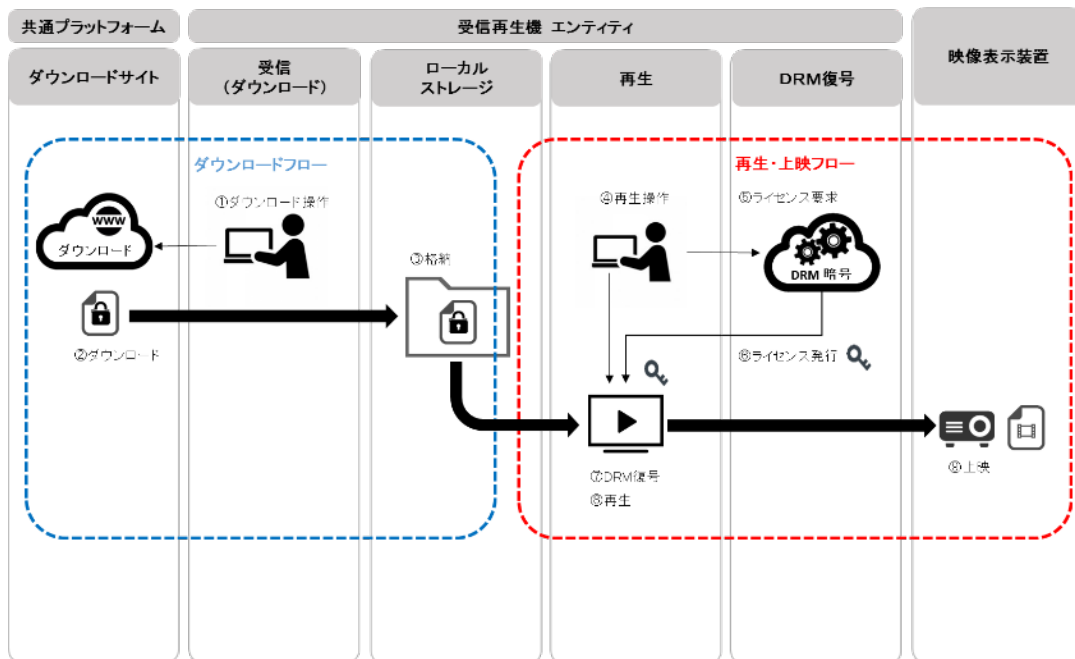 共通プラットフォーム
受信再生機 エンティティ
映像表示装置
ダウンロードサイト
受信
(ダウンロード)
ローカル
ストレージ
再生
DRM復号
ダウンロードフロー
再生・上映フロー
①ダウンロード操作
WWW
ダウンロード
②ダウンロード
③格納
④再生操作
⑤ライセンス要求
DRM 暗号
⑥ライセンス発行
⑦DRM復号
⑧再生
⑨上映